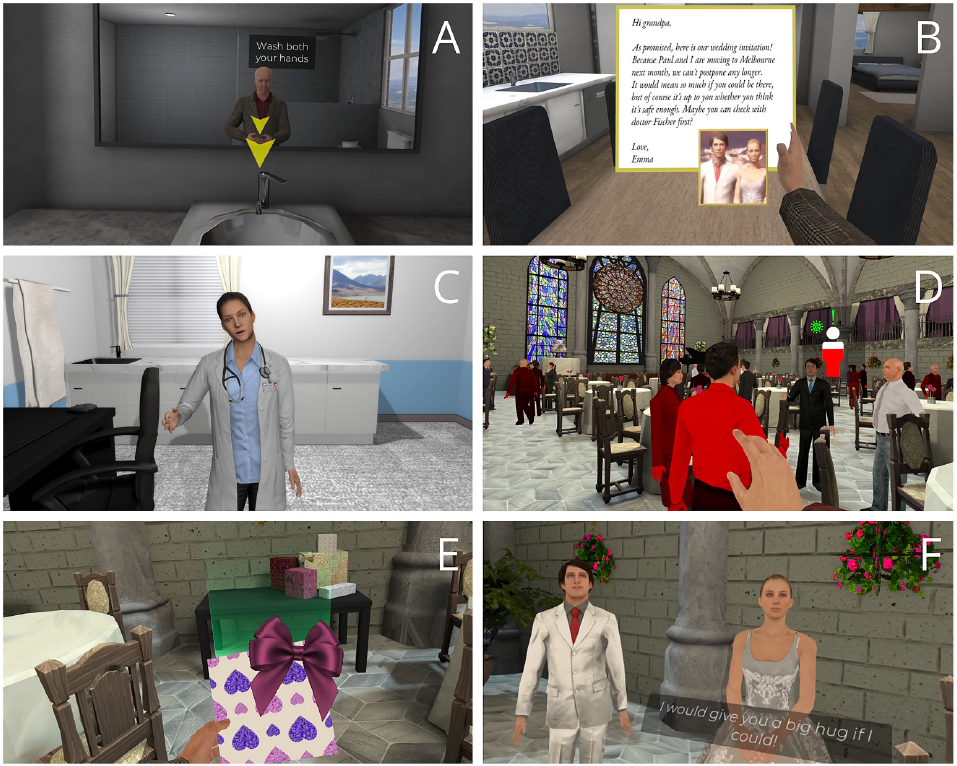 A
Wash both
your hands
B
Hi grandpa,
As promised, here is our wedding invitation!
Because Paul and I are moving to Melbourne
next month, we can't postpone any longer.
It would mean so much if you could be there,
but of course it's up to you whether you think
it's safe enough. Maybe you can check with
doctor Fischer first?
Love,
Emma
C
D
!
E
F
I would give you a big hug if I
could!